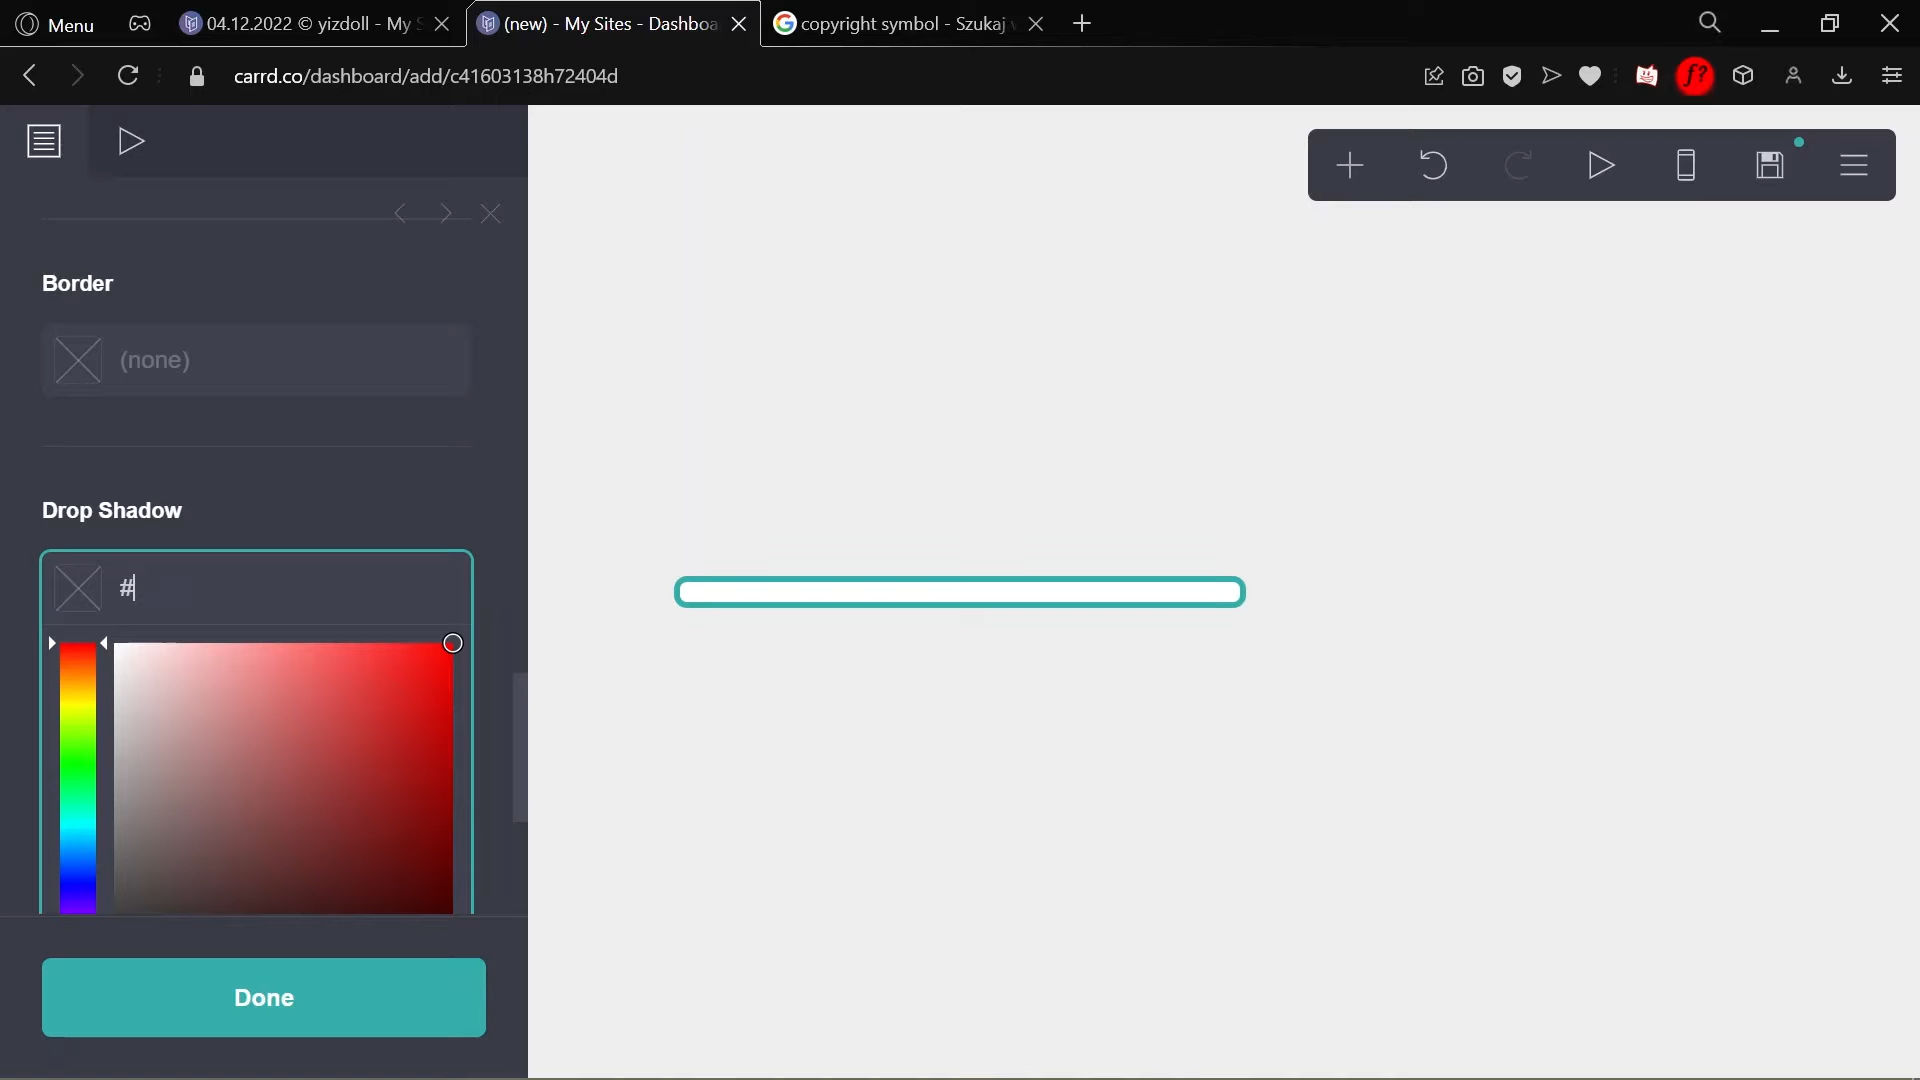 Menu
04.12.2022 © yizdoll - My S
(new) - My Sites - Dashboa
copyright symbol - Szukaj
carrd.co/dashboard/add/c41603138h72404d
f?
Border
(none)
Drop Shadow
#
Done